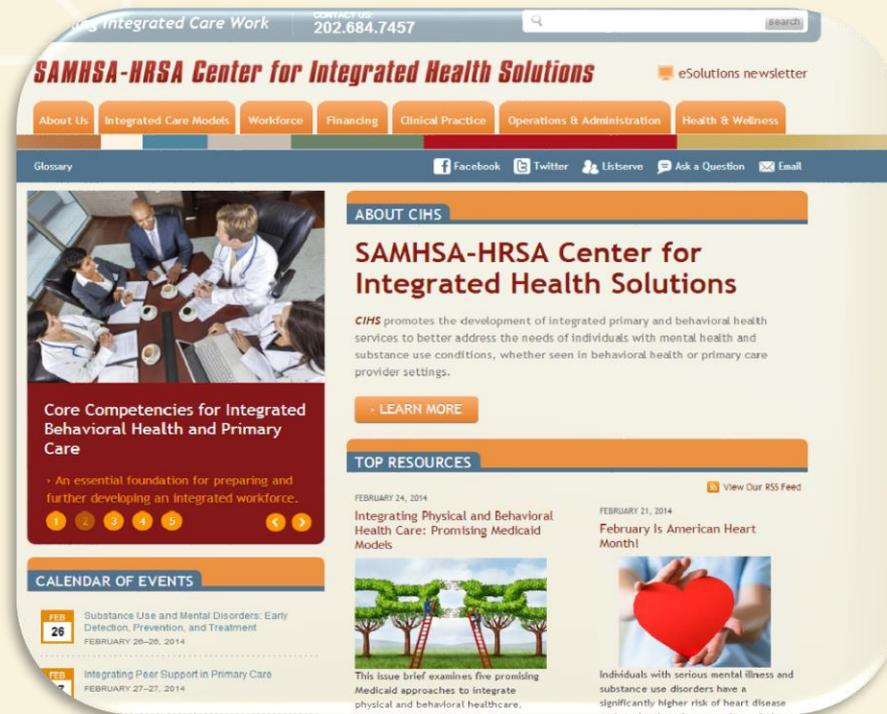 Integrated Care Work
CONTACT US:
202.684.7457
search
SAMHSA-HRSA Center for Integrated Health Solutions
eSolutions newsletter
About Us
Integrated Care Models
Workforce
Financing
Clinical Practice
Operations & Administration
Health & Wellness
Glossary
Facebook
Twitter
Listserve
Ask a Question
Email
Core Competencies for Integrated
Behavioral Health and Primary
Care
› An essential foundation for preparing and
further developing an integrated workforce.
1 2 3 4 5
CALENDAR OF EVENTS
FEB
26
Substance Use and Mental Disorders: Early
Detection, Prevention, and Treatment
FEBRUARY 26–26, 2014
FEB
Integrating Peer Support in Primary Care
FEBRUARY 27–27, 2014
ABOUT CIHS
SAMHSA-HRSA Center for
Integrated Health Solutions
CIHS promotes the development of integrated primary and behavioral health
services to better address the needs of individuals with mental health and
substance use conditions, whether seen in behavioral health or primary care
provider settings.
› LEARN MORE
TOP RESOURCES
View Our RSS Feed
FEBRUARY 24, 2014
Integrating Physical and Behavioral
Health Care: Promising Medicaid
Models
This issue brief examines five promising
Medicaid approaches to integrate
physical and behavioral healthcare,
FEBRUARY 21, 2014
February Is American Heart
Month!
Individuals with serious mental illness and
substance use disorders have a
significantly higher risk of heart disease